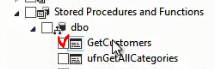 Stored Procedures and Functions
dbo
GetCustomers
ufnGetAllCategories